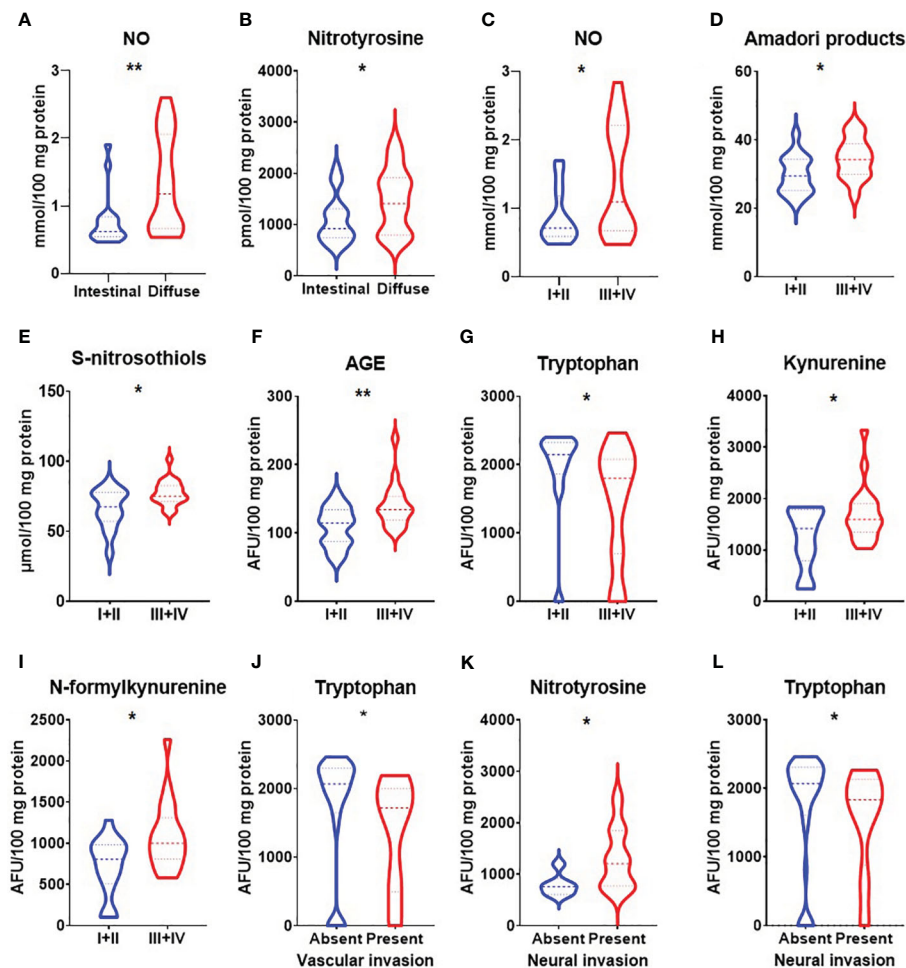 A
NO
**
mmol/100 mg protein
3
2
1
0
Intestinal Diffuse
B
Nitrotyrosine
*
pmol/100 mg protein
4000
3000
2000
1000
0
Intestinal Diffuse
C
NO
*
mmol/100 mg protein
3
2
1
0
I+II III+IV
D
Amadori products
*
mmol/100 mg protein
60
40
20
0
I+II III+IV
E
S-nitrosothiols
*
µmol/100 mg protein
150
100
50
0
I+II III+IV
F
AGE
**
AFU/100 mg protein
300
200
100
0
I+II III+IV
G
Tryptophan
*
AFU/100 mg protein
3000
2000
1000
0
I+II III+IV
H
Kynurenine
*
AFU/100 mg protein
4000
3000
2000
1000
0
I+II III+IV
I
N-formylkynurenine
*
AFU/100 mg protein
2500
2000
1500
1000
500
0
I+II III+IV
J
Tryptophan
*
AFU/100 mg protein
3000
2000
1000
0
Absent Present
Vascular invasion
K
Nitrotyrosine
*
AFU/100 mg protein
4000
3000
2000
1000
0
Absent Present
Neural invasion
L
Tryptophan
*
AFU/100 mg protein
3000
2000
1000
0
Absent Present
Neural invasion